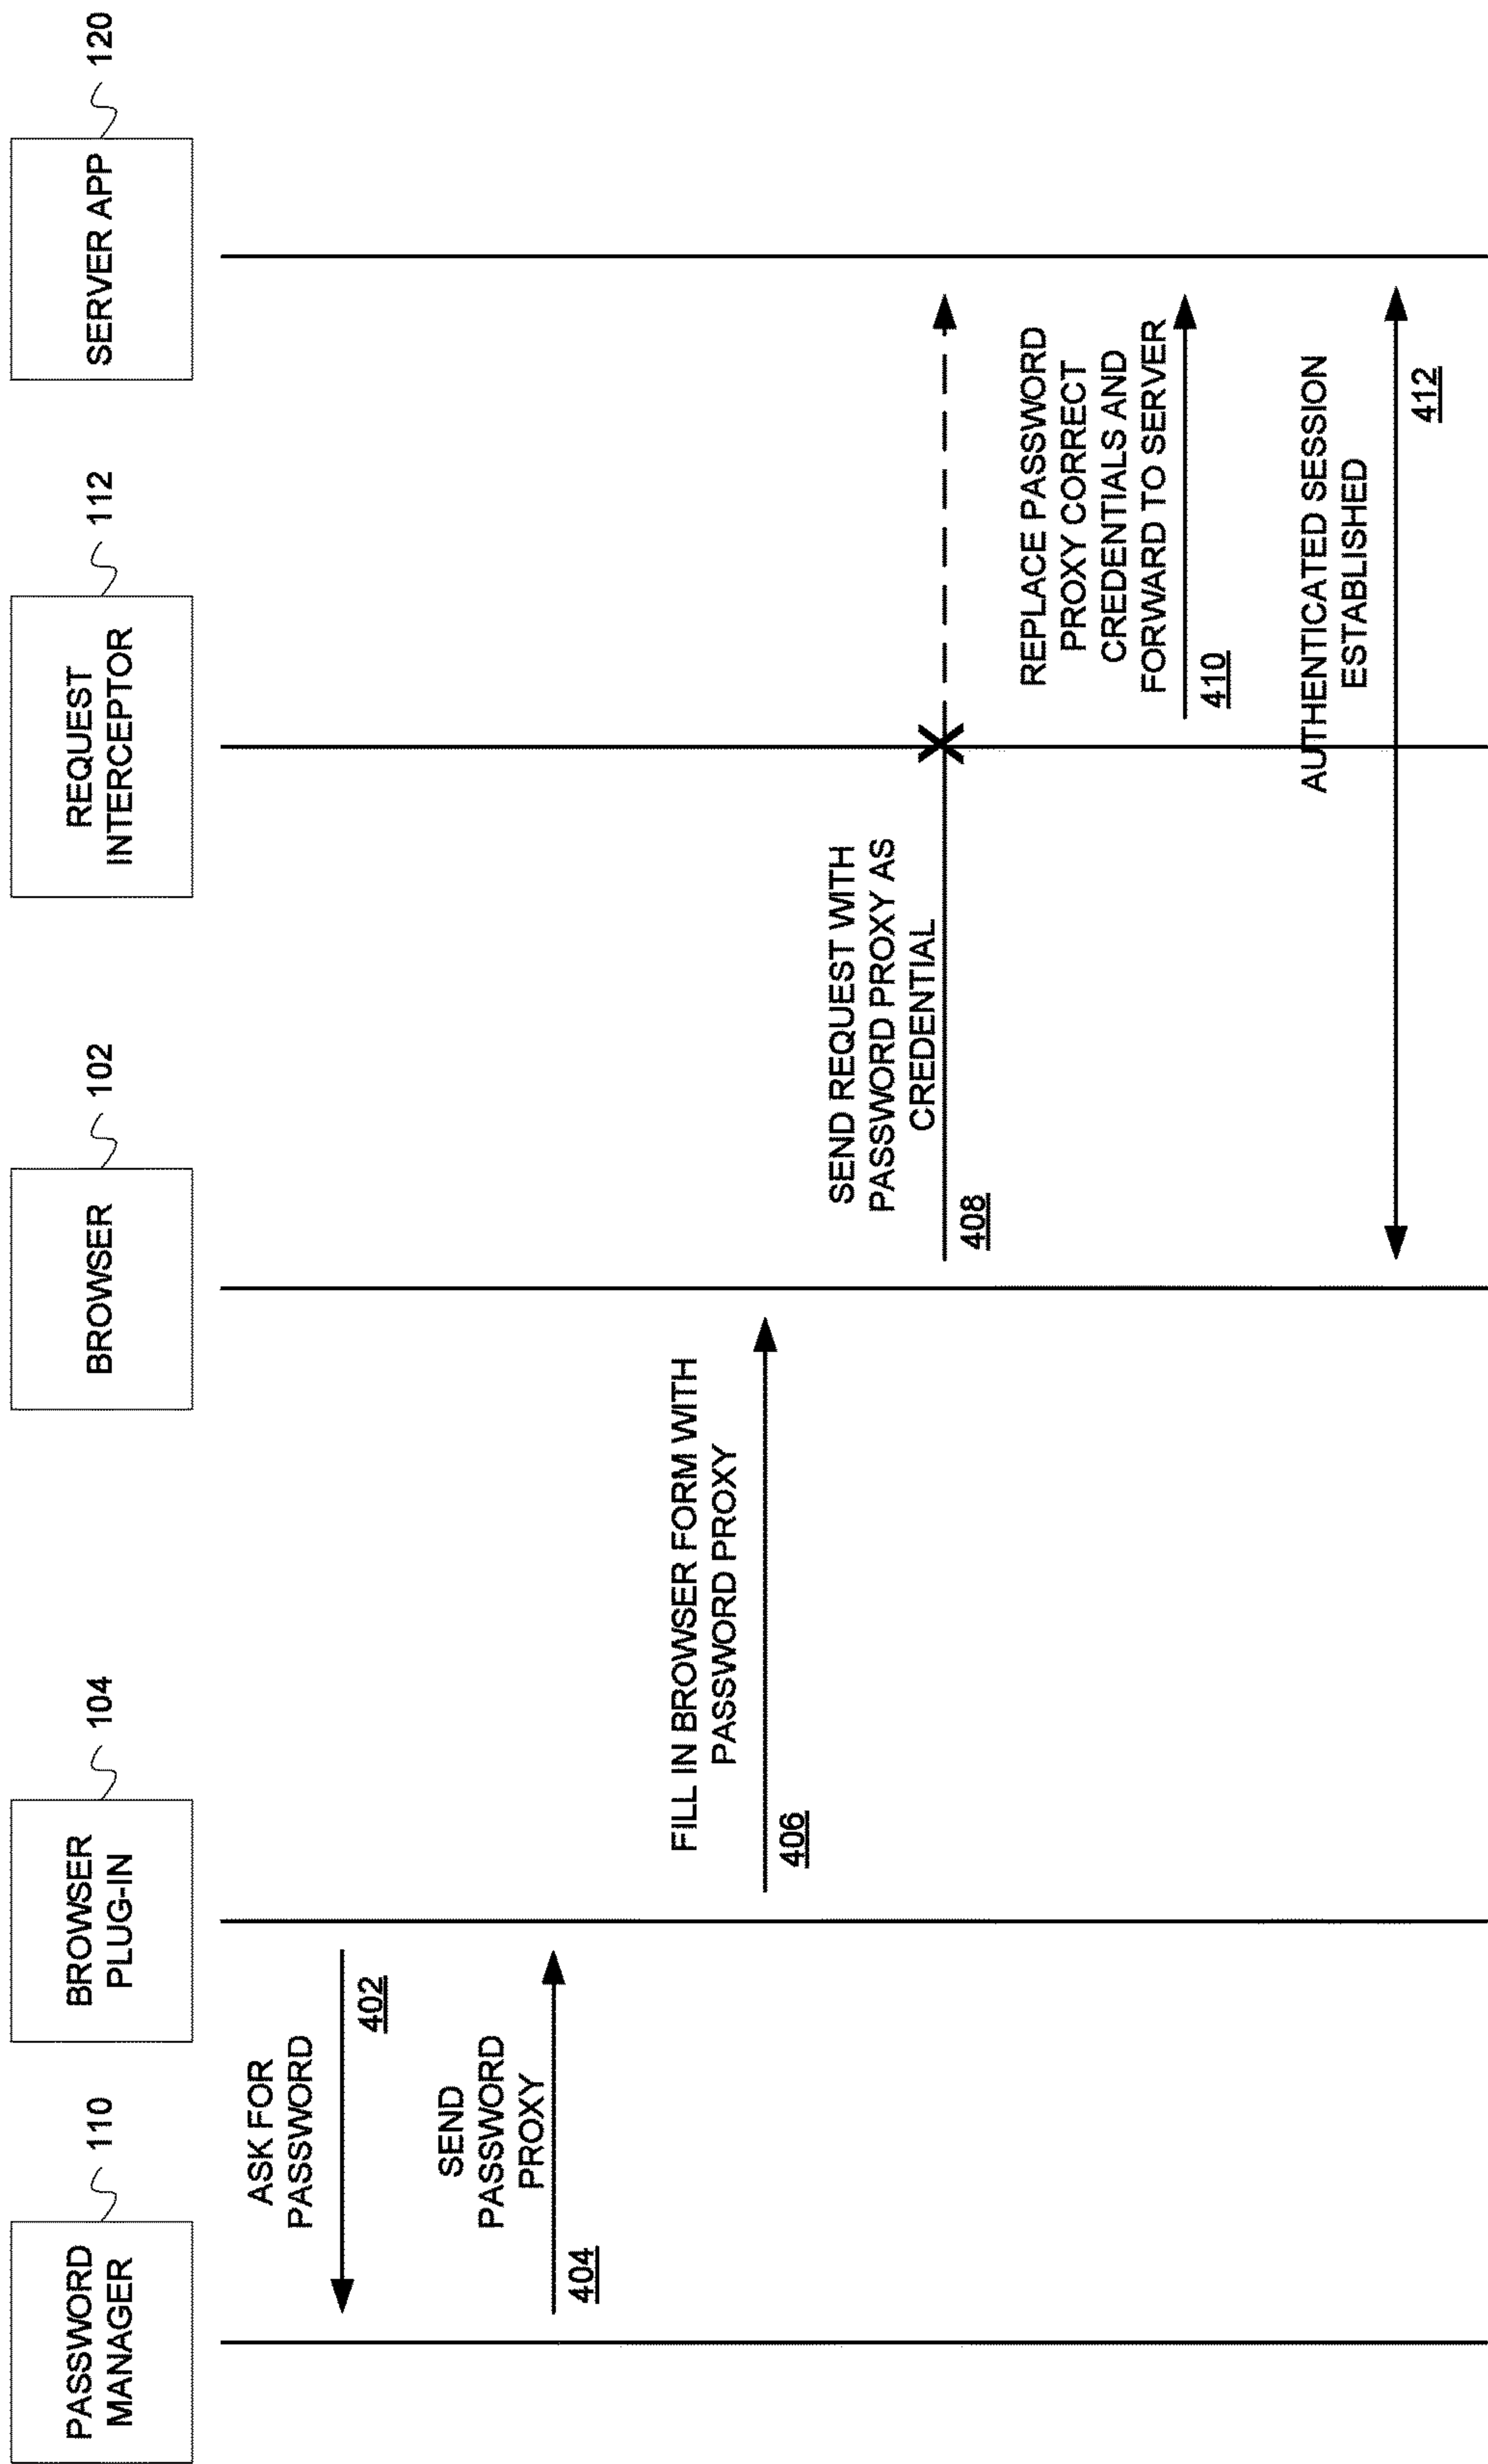 PASSWORD
MANAGER
110
BROWSER
PLUG-IN
104
BROWSER
102
REQUEST
INTERCEPTOR
112
SERVER APP
120
ASK FOR
PASSWORD
402
SEND
PASSWORD
PROXY
404
FILL IN BROWSER FORM WITH
PASSWORD PROXY
406
SEND REQUEST WITH
PASSWORD PROXY AS
CREDENTIAL
408
REPLACE PASSWORD
PROXY CORRECT
CREDENTIALS AND
FORWARD TO SERVER
410
AUTHENTICATED SESSION
ESTABLISHED
412